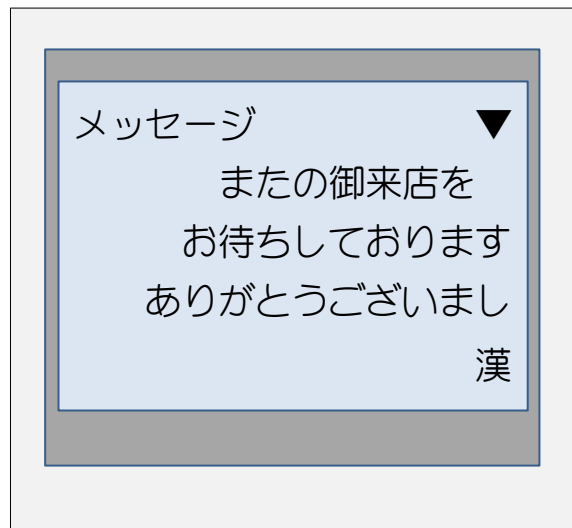 メッセージ ▼
またの御来店を
お待ちしております
ありがとうございまし
漢